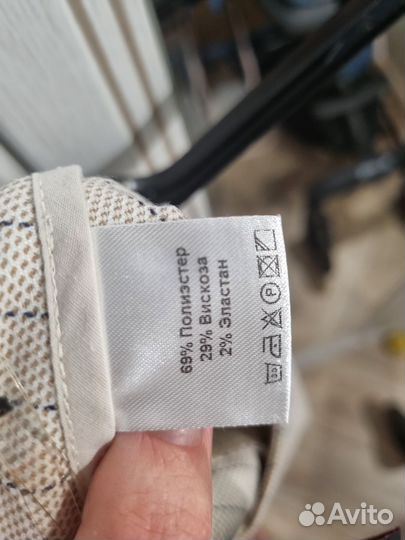 69% Полиэстер
29% Вискоза
2% Эластан
P
Avito